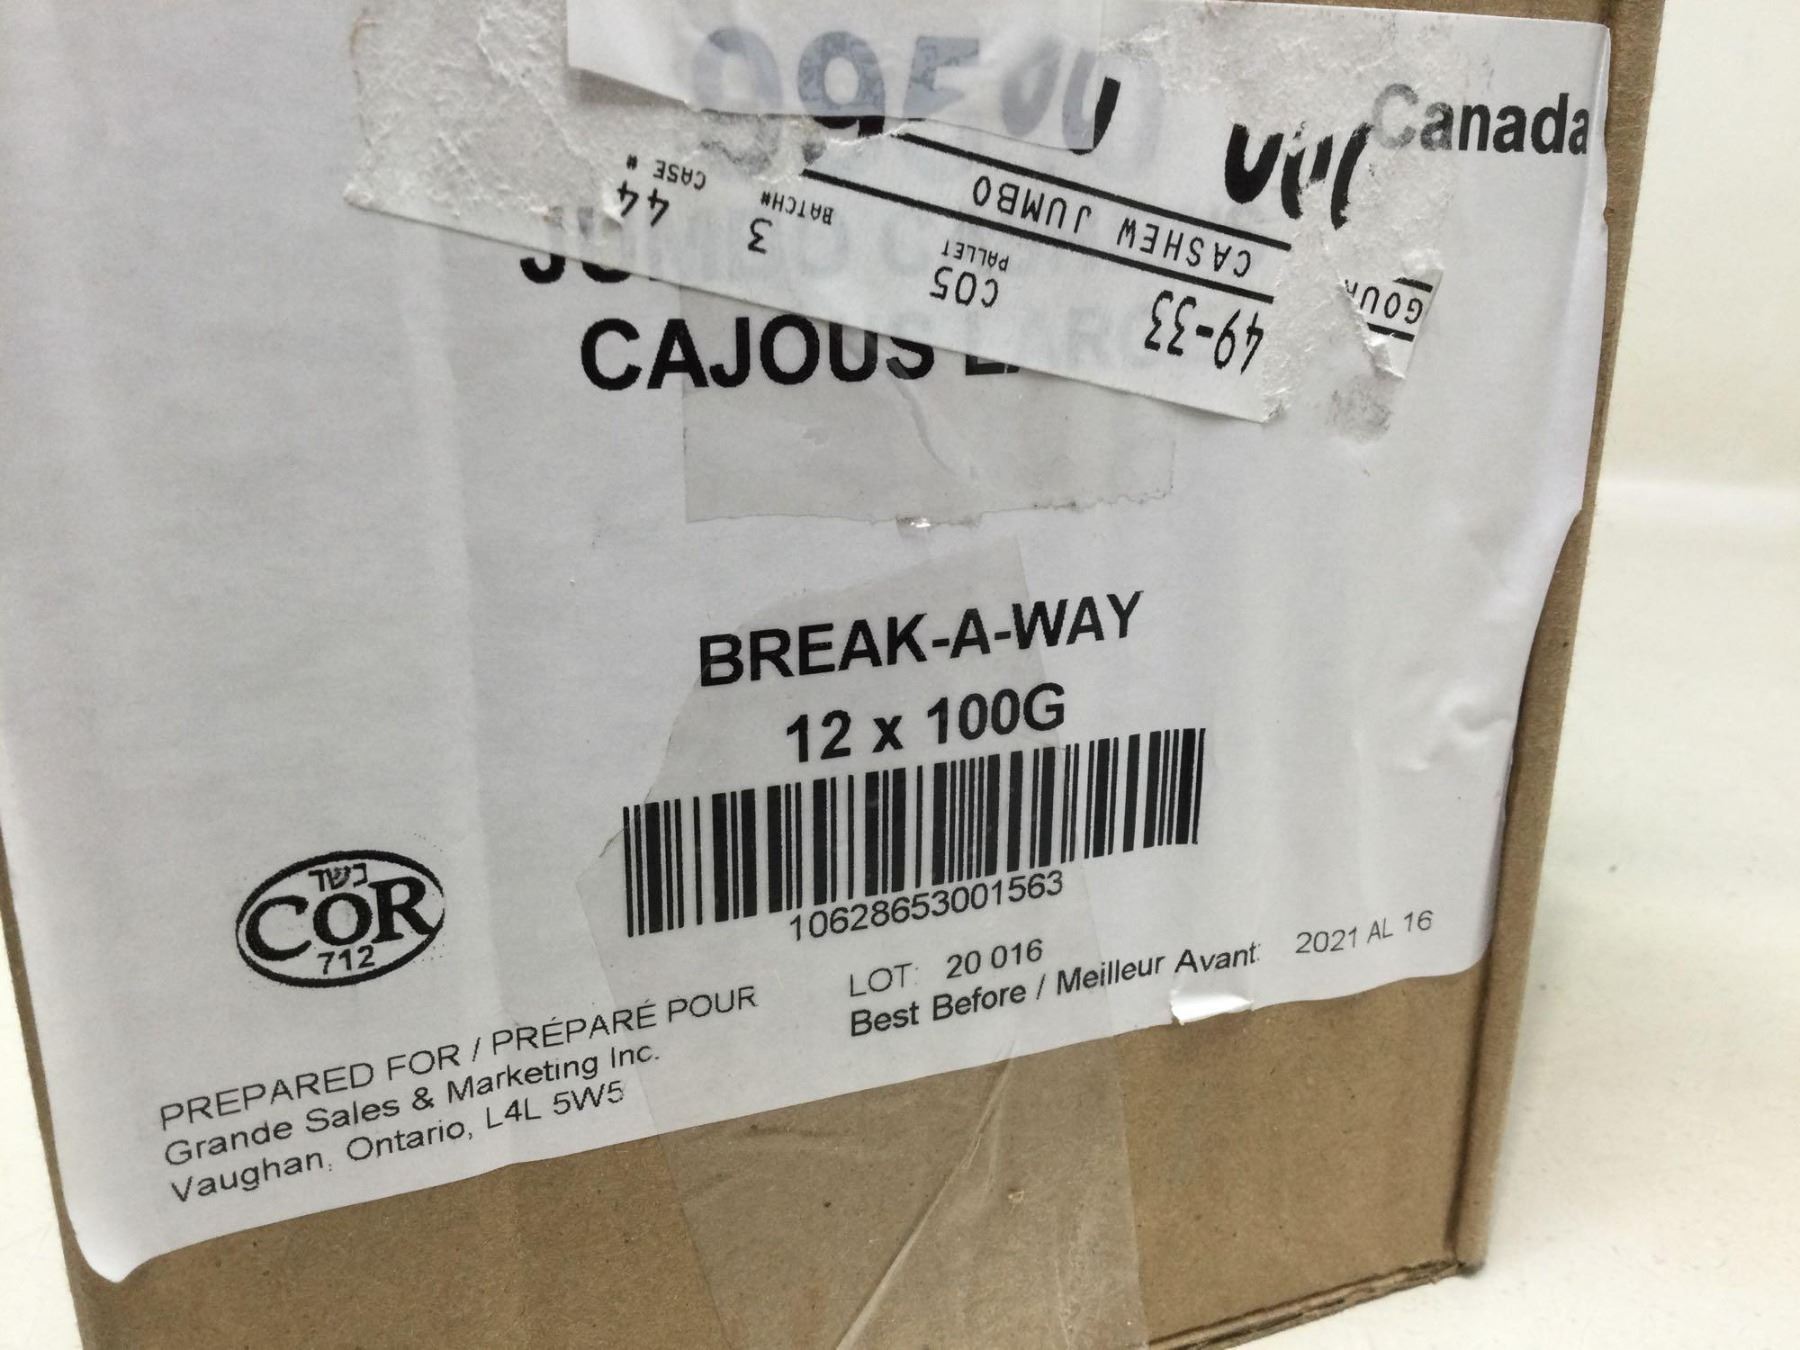 Canada
CASE #
44
BATCH#
3
CASHEW JUMBO
PALLET
C05
49-33
CAJOUS
BREAK-A-WAY
12 x 100G
10628653001563
כשר
COR
712
LOT: 20 016
Best Before / Meilleur Avant: 2021 AL 16
PREPARED FOR / PRÉPARÉ POUR
Grande Sales & Marketing Inc.
Vaughan, Ontario, L4L 5W5